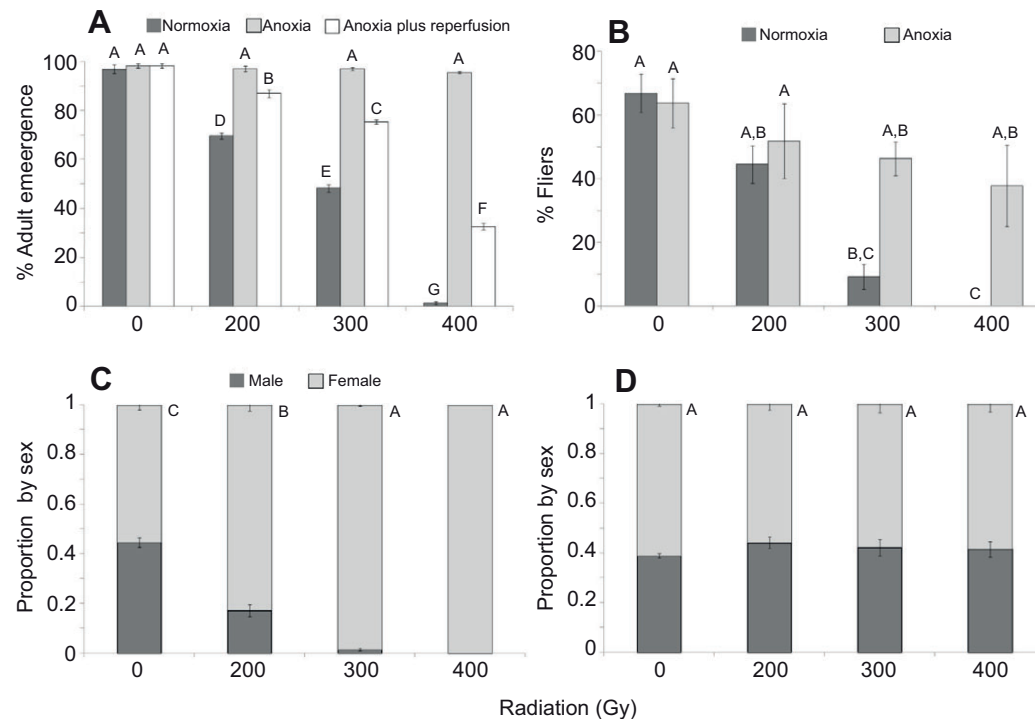 A
Normoxia Anoxia Anoxia plus reperfusion
100
80
60
40
20
0
% Adult emeergence
A A A
D A B
E A C
G A F
0 200 300 400
B
Normoxia Anoxia
80
60
40
20
0
% Fliers
A A
A,B A
B,C A,B
C A,B
0 200 300 400
C
Male Female
1
0.8
0.6
0.4
0.2
0
Proportion by sex
C B A A
0 200 300 400
D
1
0.8
0.6
0.4
0.2
0
Proportion by sex
A A A A
0 200 300 400
Radiation (Gy)